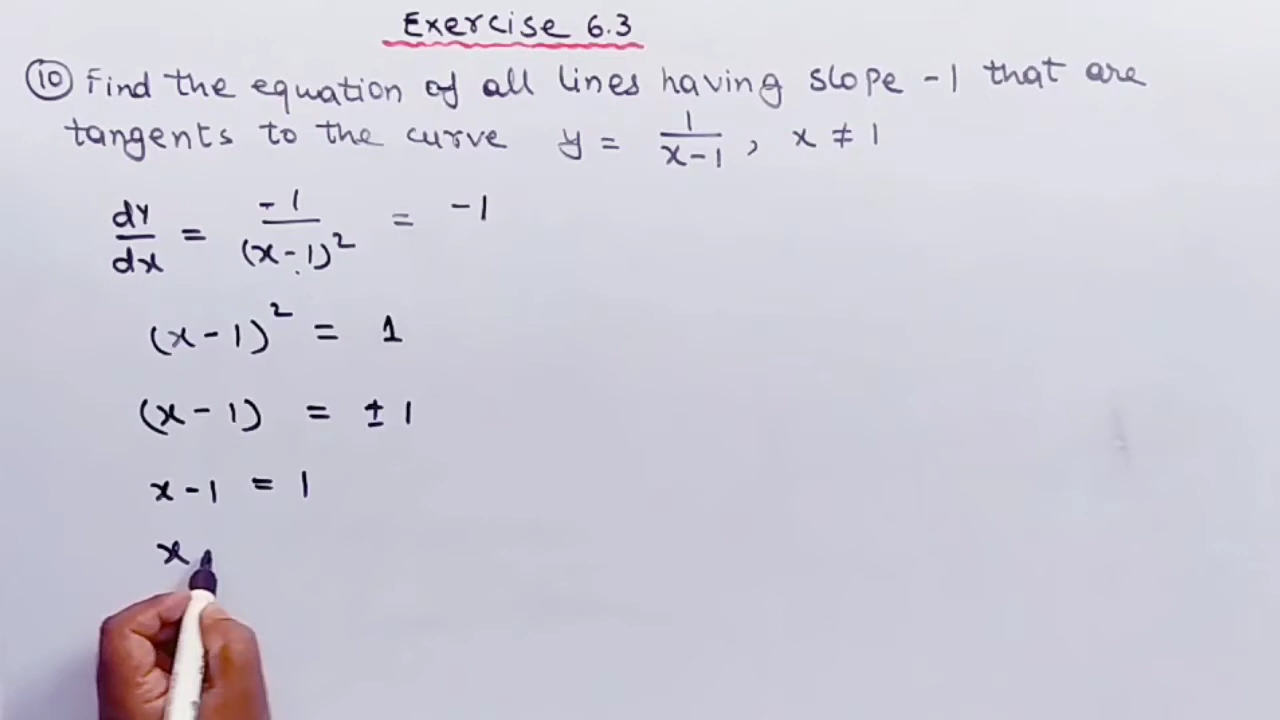 Exercise 6.3
(10) Find the equation of all lines having slope -1 that are
tangents to the curve y = 1/(x-1), x ≠ 1
dy/dx = -1/(x-1)² = -1
(x-1)² = 1
(x-1) = ± 1
x-1 = 1
x